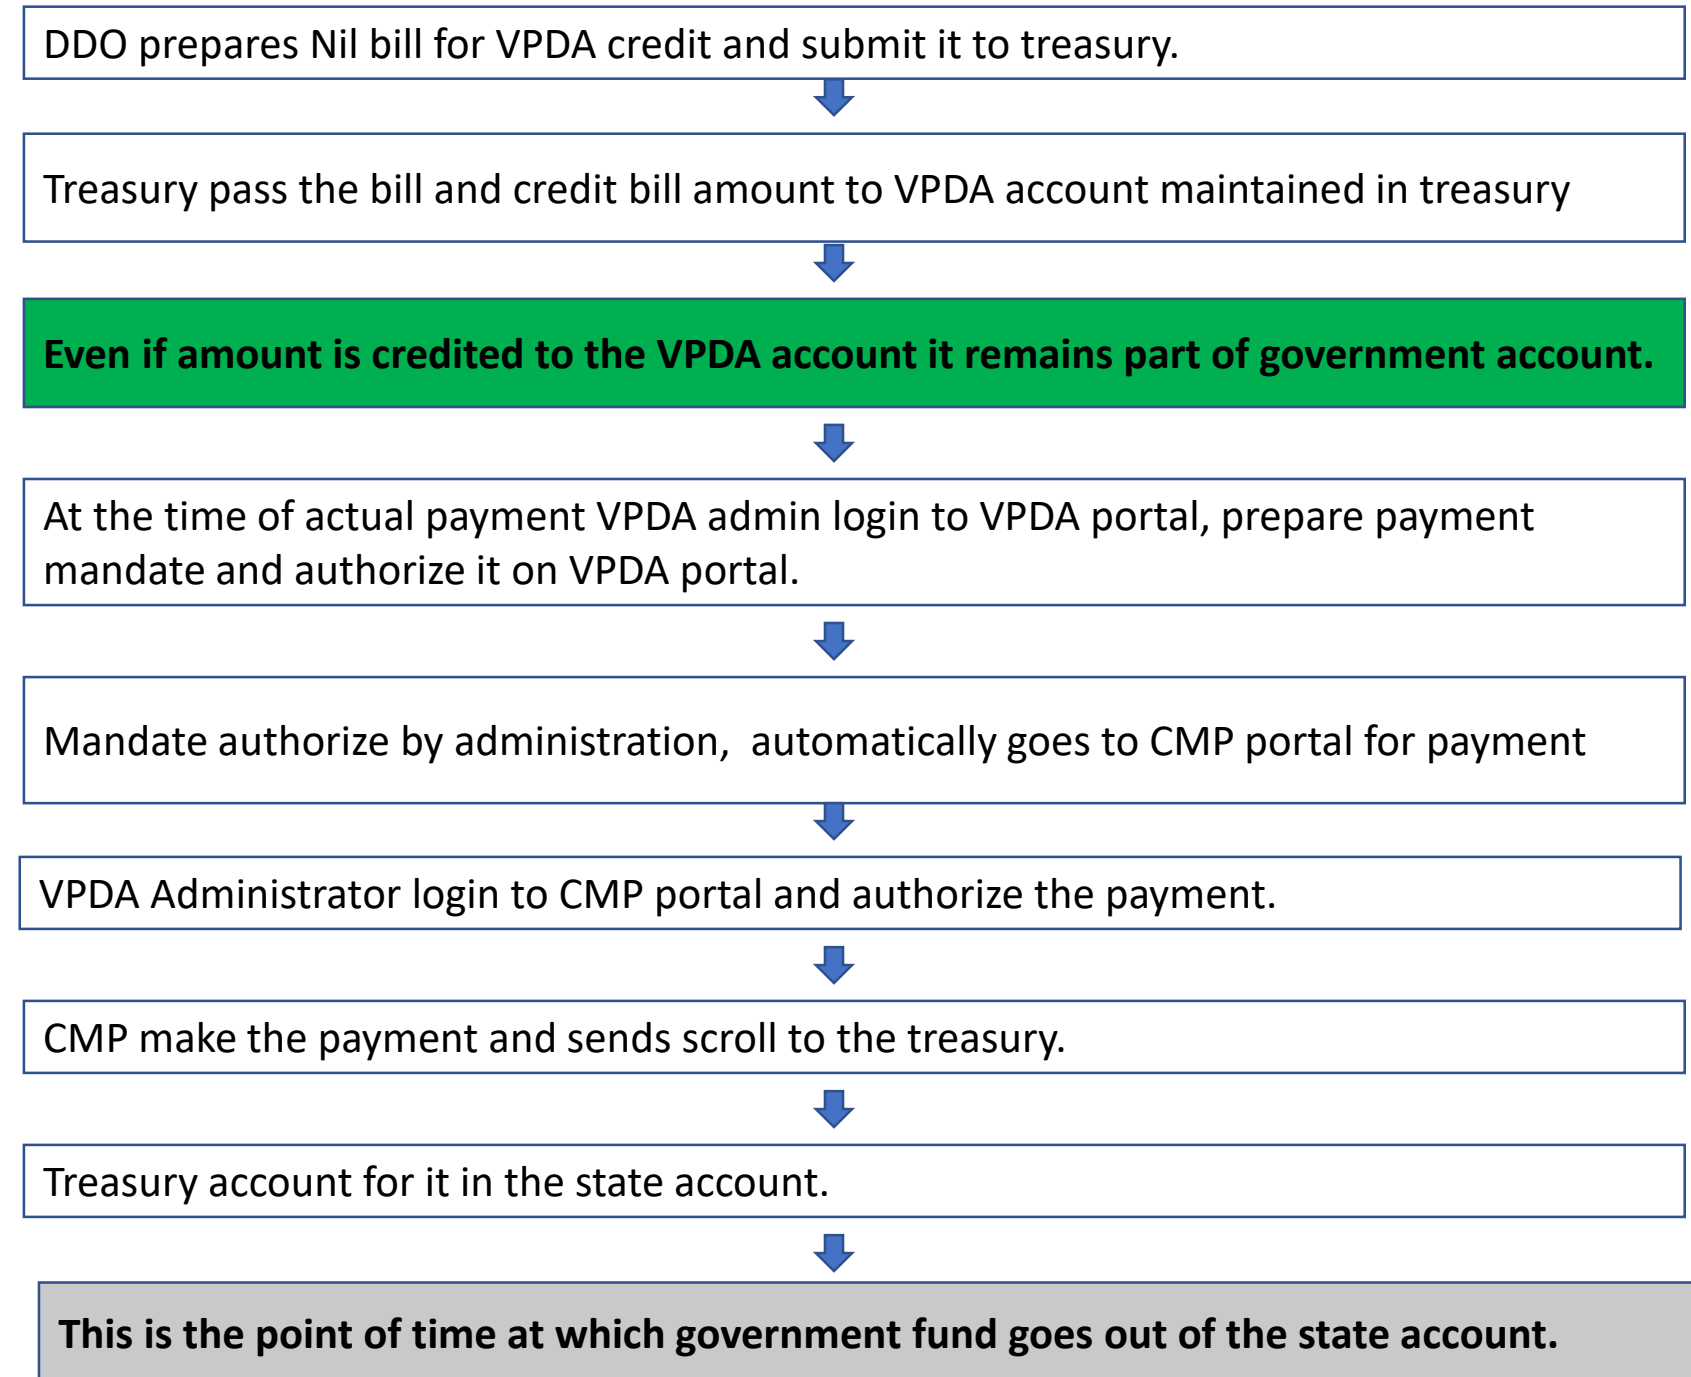 DDO prepares Nil bill for VPDA credit and submit it to treasury.
Treasury pass the bill and credit bill amount to VPDA account maintained in treasury
Even if amount is credited to the VPDA account it remains part of government account.
At the time of actual payment VPDA admin login to VPDA portal, prepare payment
mandate and authorize it on VPDA portal.
Mandate authorize by administration,  automatically goes to CMP portal for payment
VPDA Administrator login to CMP portal and authorize the payment.
CMP make the payment and sends scroll to the treasury.
Treasury account for it in the state account.
This is the point of time at which government fund goes out of the state account.